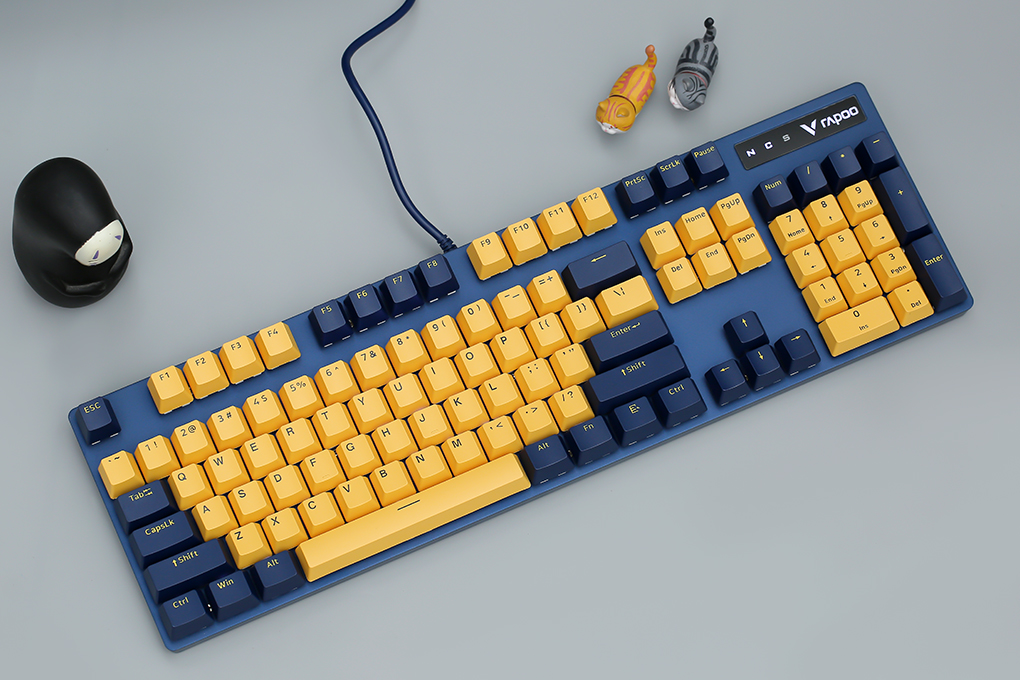 N C S V rapoo
ESC F1 F2 F3 F4 F5 F6 F7 F8 F9 F10 F11 F12 PrtSc ScrLk Pause
` ~ 1 ! 2 @ 3 # 4 $ 5 % 6 ^ 7 & 8 * 9 ( 0 ) - _ = + ← Ins Home PgUp Num / * -
Tab Q W E R T Y U I O P [ { ] } \ | Del End PgDn 7 Home 8 ↑ 9 PgUp +
CapsLk A S D F G H J K L ; : ' " Enter 4 ← 5 6 →
↑Shift Z X C V B N M , < . > / ? ↑Shift ↑ 1 End 2 ↓ 3 PgDn Enter
Ctrl Win Alt Alt Fn Ctrl ← ↓ → 0 Ins . Del